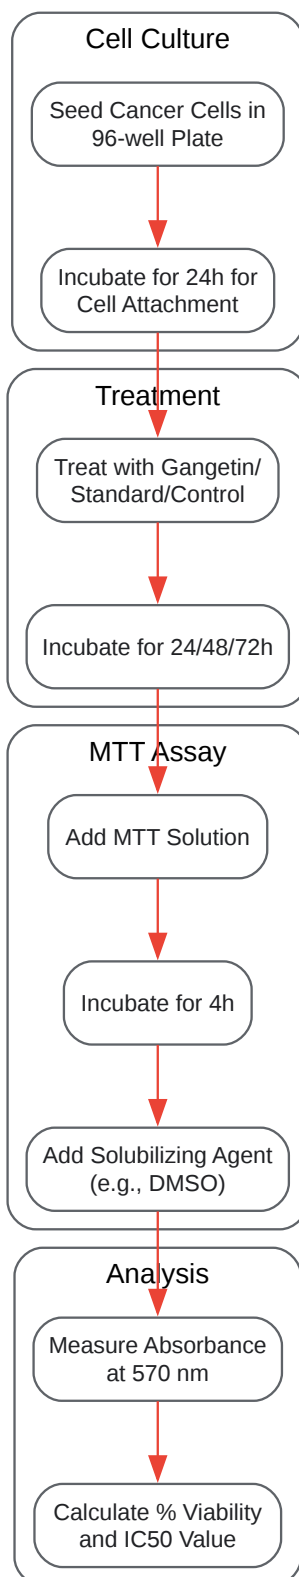 Cell Culture
Seed Cancer Cells in
96-well Plate
Incubate for 24h for
Cell Attachment
Treatment
Treat with Gangetin/
Standard/Control
Incubate for 24/48/72h
MTT Assay
Add MTT Solution
Incubate for 4h
Add Solubilizing Agent
(e.g., DMSO)
Analysis
Measure Absorbance
at 570 nm
Calculate % Viability
and IC50 Value